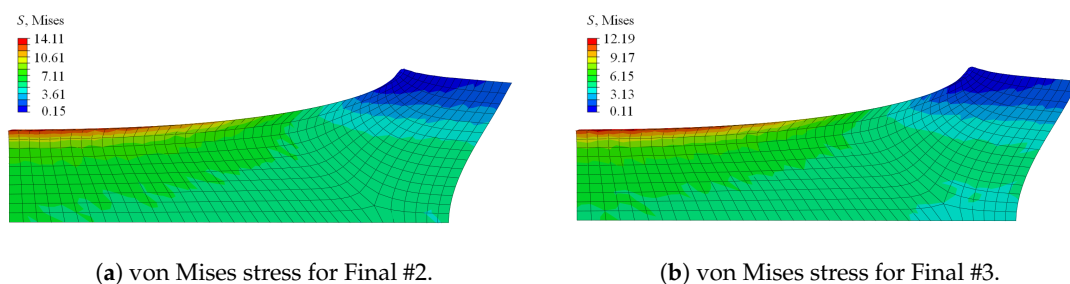 S, Mises
14.11
10.61
7.11
3.61
0.15
S, Mises
12.19
9.17
6.15
3.13
0.11
(a) von Mises stress for Final #2.
(b) von Mises stress for Final #3.